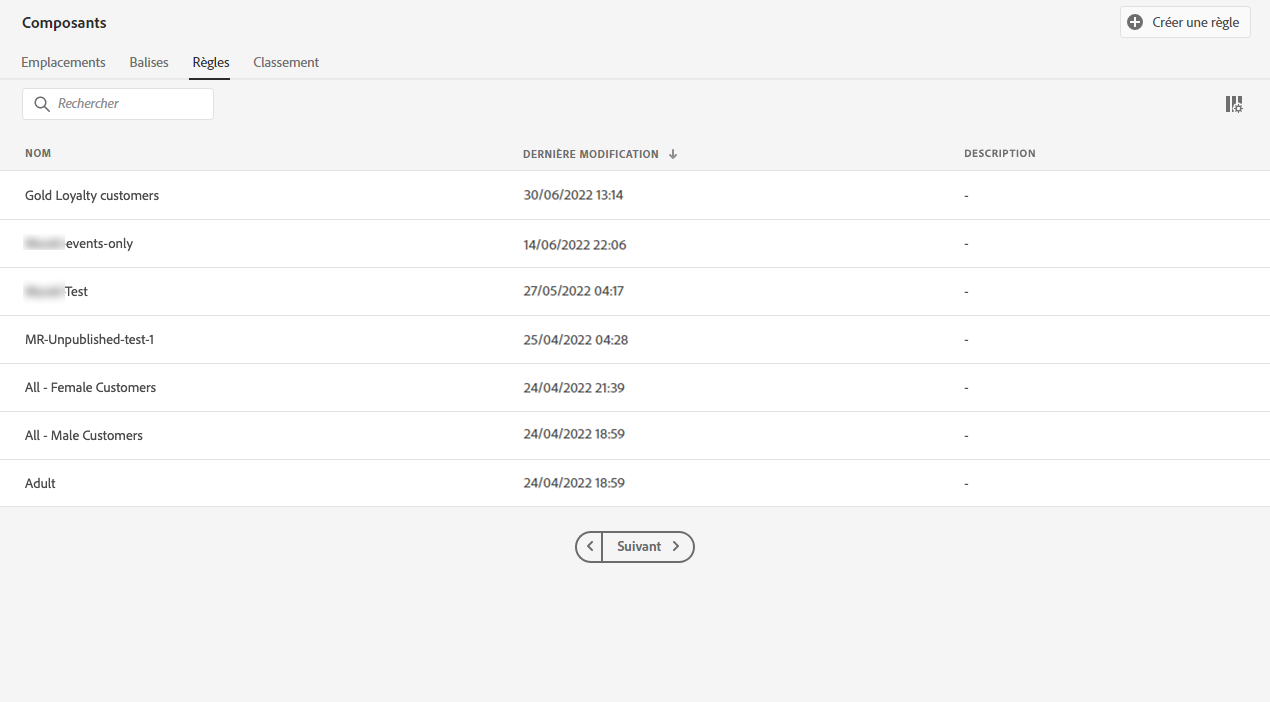 Composants
Créer une règle
Emplacements Balises Règles Classement
Rechercher
NOM DERNIÈRE MODIFICATION DESCRIPTION
Gold Loyalty customers 30/06/2022 13:14 -
events-only 14/06/2022 22:06 -
Test 27/05/2022 04:17 -
MR-Unpublished-test-1 25/04/2022 04:28 -
All - Female Customers 24/04/2022 21:39 -
All - Male Customers 24/04/2022 18:59 -
Adult 24/04/2022 18:59 -
Suivant